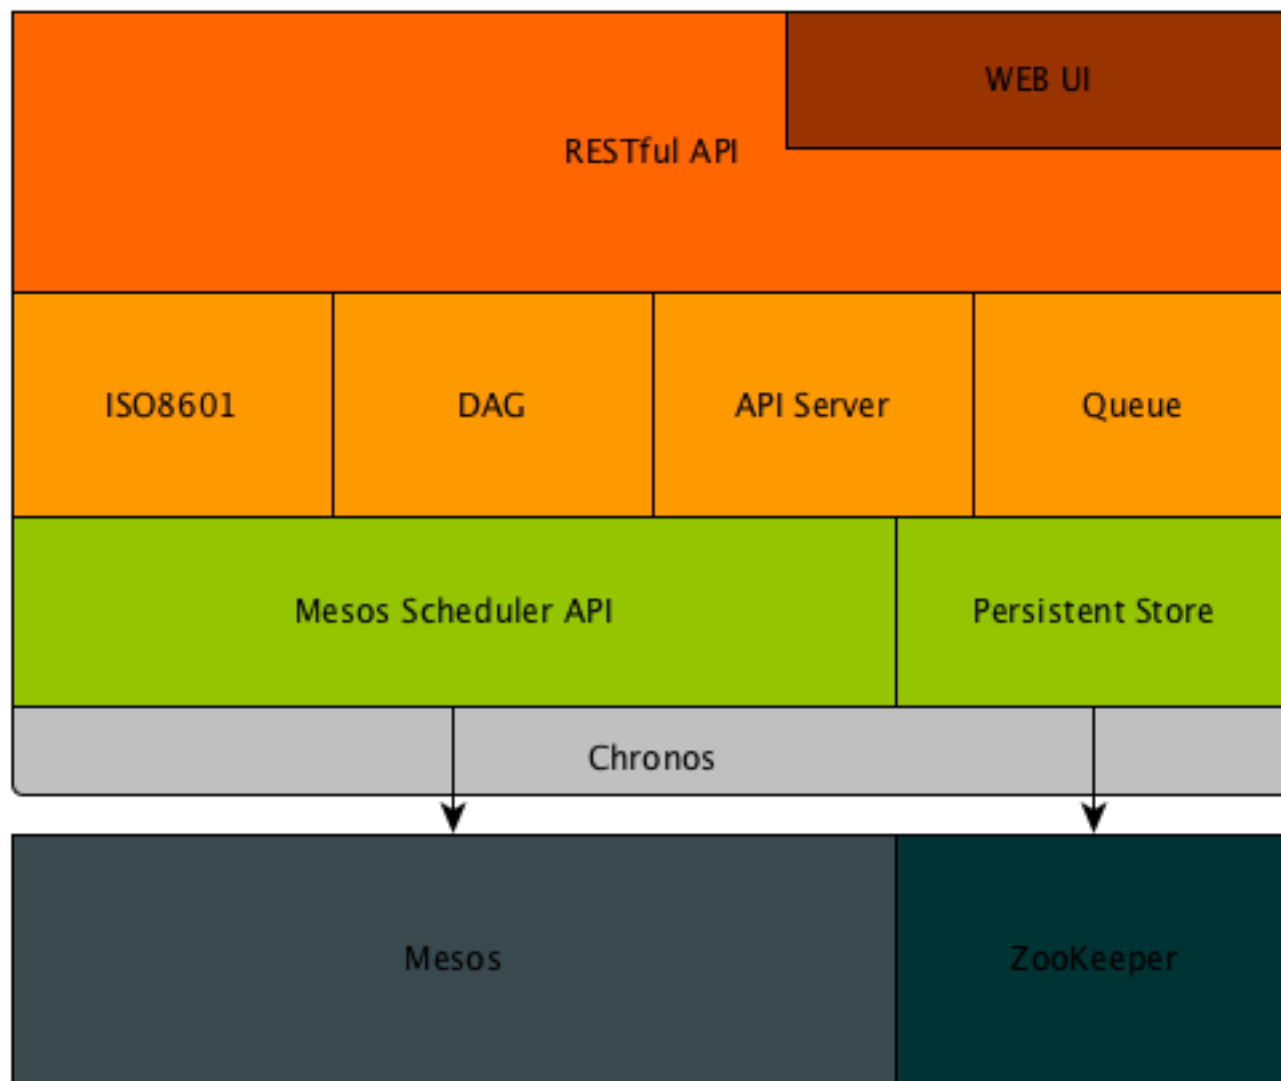 WEB UI
RESTful API
ISO8601
DAG
API Server
Queue
Mesos Scheduler API
Persistent Store
Chronos
Mesos
ZooKeeper